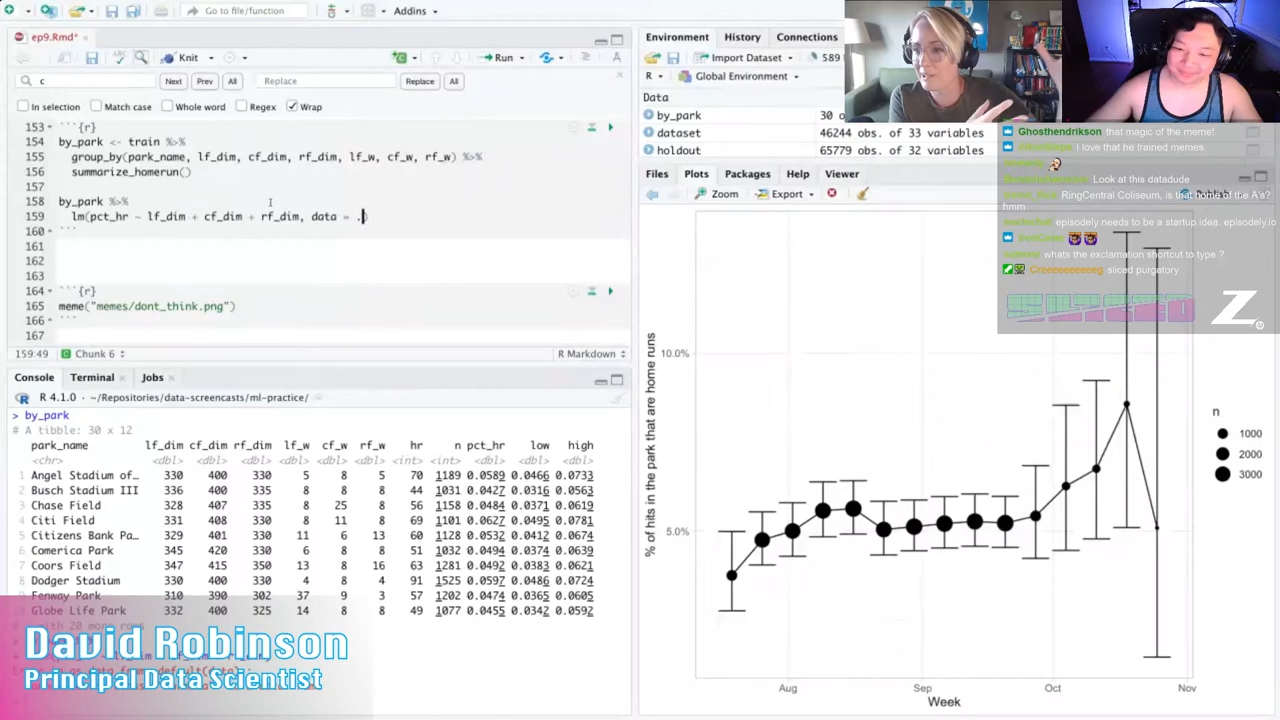 Go to file/function
Addins
ep9.Rmd*
Knit
Run
c
Next
Prev
All
Replace
Replace
All
In selection
Match case
Whole word
Regex
Wrap
153 ```{r}
154 by_park <- train %>%
155 group_by(park_name, lf_dim, cf_dim, rf_dim, lf_w, cf_w, rf_w) %>%
156 summarize_homerun()
157
158 by_park %>%
159 lm(pct_hr ~ lf_dim + cf_dim + rf_dim, data = .)
160 ```
161
162
163
164 ```{r}
165 meme("memes/dont_think.png")
166 ```
167
159:49
Chunk 6
R Markdown
Console
Terminal
Jobs
R 4.1.0 · ~/Repositories/data-screencasts/ml-practice/
> by_park
# A tibble: 30 x 12
park_name lf_dim cf_dim rf_dim lf_w cf_w rf_w hr n pct_hr low high
<chr> <dbl> <dbl> <dbl> <dbl> <dbl> <dbl> <int> <int> <dbl> <dbl> <dbl>
1 Angel Stadium of… 330 400 330 5 8 5 70 1189 0.0589 0.0466 0.0733
2 Busch Stadium III 336 400 335 8 8 8 44 1031 0.0427 0.0316 0.0563
3 Chase Field 328 407 335 8 25 8 56 1158 0.0484 0.0371 0.0619
4 Citi Field 331 408 330 8 11 8 69 1101 0.0627 0.0495 0.0781
5 Citizens Bank Pa… 329 401 330 11 6 13 60 1128 0.0532 0.0412 0.0674
6 Comerica Park 345 420 330 8 8 8 51 1032 0.0494 0.0374 0.0639
7 Coors Field 347 415 350 13 8 16 63 1281 0.0492 0.0383 0.0621
8 Dodger Stadium 330 400 330 4 8 4 91 1525 0.0597 0.0486 0.0724
Fenway Park 310 390 302 37 9 3 57 1202 0.0474 0.0365 0.0605
Globe Life Park 332 400 325 14 8 8 49 1077 0.0455 0.0342 0.0592
David Robinson
Principal Data Scientist
Environment
History
Connections
Import Dataset
589
R
Global Environment
Data
by_park 30 o
dataset 46244 obs. of 33 variables
holdout 65779 obs. of 32 variables
Files
Plots
Packages
Help
Viewer
Zoom
Export
% of hits in the park that are home runs
10.0%
5.0%
Aug
Sep
Oct
Nov
Week
n
1000
2000
3000
Ghosthendrikson that magic of the meme!
I love that he trained memes
Look at this datadude
RingCentral Coliseum, is that home of the A's?
hmm
episodely needs to be a startup idea. episodely.io
whats the exclamation shortcut to type ?
Creeeeeeeeeg sliced purgatory
SLICED